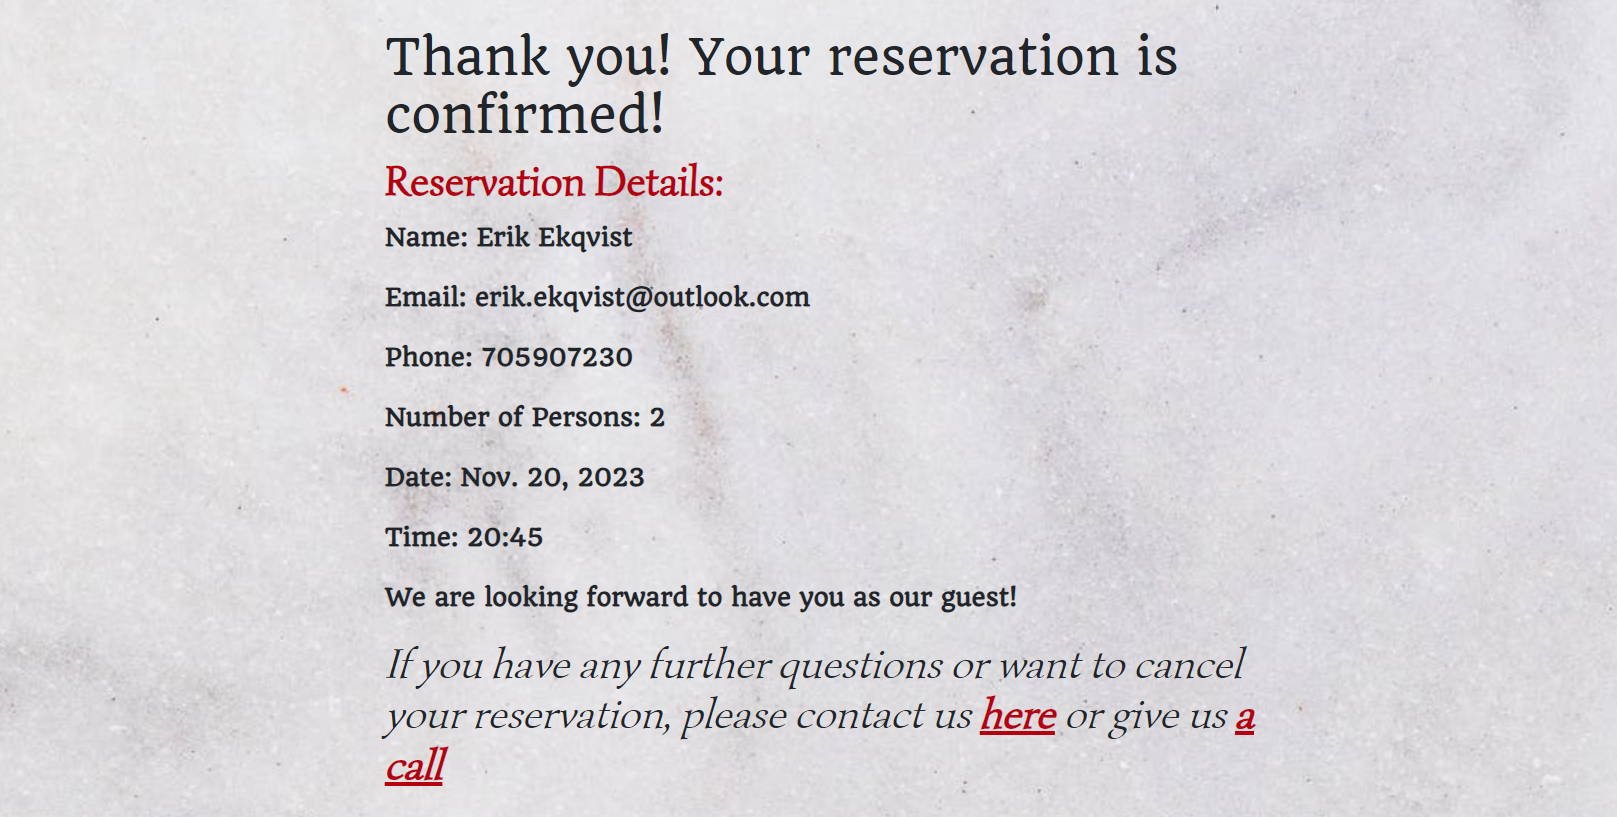 Thank you! Your reservation is
confirmed!
Reservation Details:
Name: Erik Ekqvist
Email: erik.ekqvist@outlook.com
Phone: 705907230
Number of Persons: 2
Date: Nov. 20, 2023
Time: 20:45
We are looking forward to have you as our guest!
If you have any further questions or want to cancel
your reservation, please contact us here or give us a
call